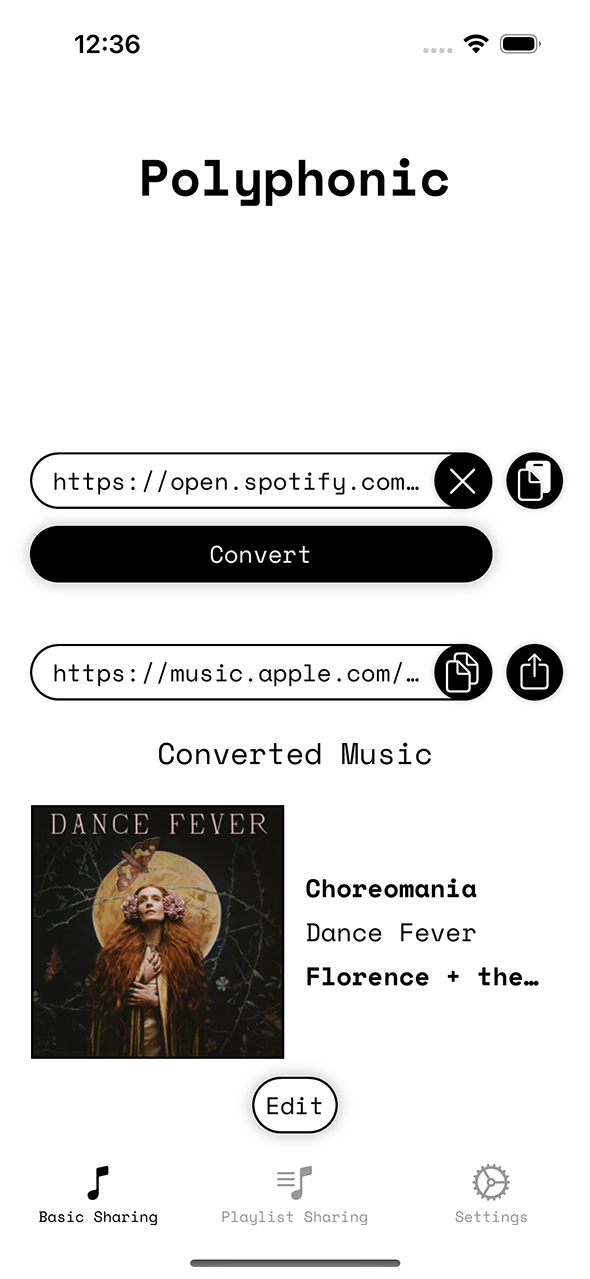 12:36
Polyphonic
https://open.spotify.com…
Convert
https://music.apple.com/…
Converted Music
DANCE FEVER
Choreomania
Dance Fever
Florence + the…
Edit
Basic Sharing
Playlist Sharing
Settings